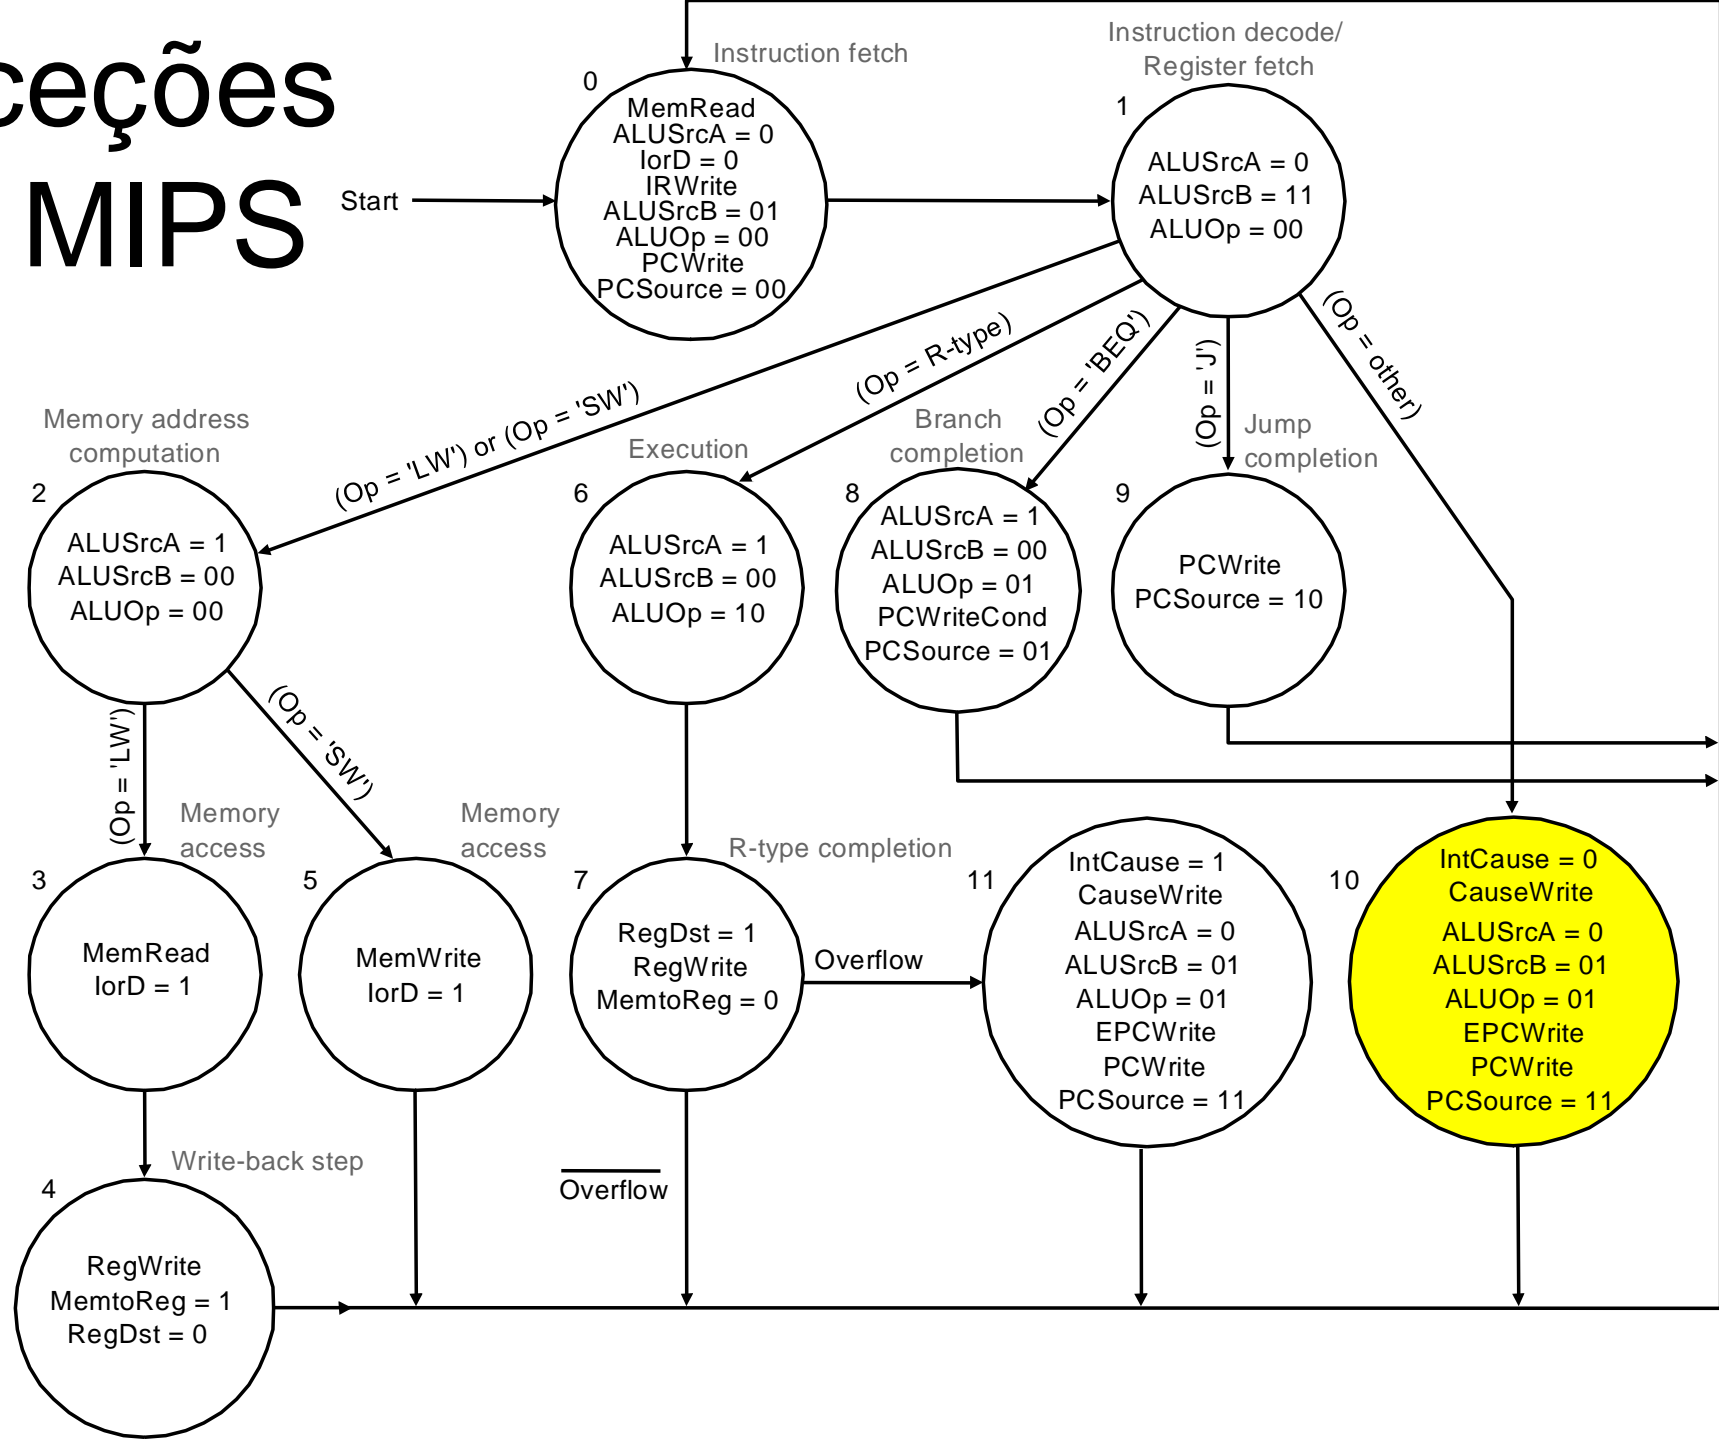 ceções
MIPS
Start
Instruction fetch
0
MemRead
ALUSrcA = 0
IorD = 0
IRWrite
ALUSrcB = 01
ALUOp = 00
PCWrite
PCSource = 00
Instruction decode/
Register fetch
1
ALUSrcA = 0
ALUSrcB = 11
ALUOp = 00
(Op = 'LW') or (Op = 'SW')
(Op = R-type)
(Op = 'BEQ')
(Op = 'J')
(Op = other)
Memory address
computation
2
ALUSrcA = 1
ALUSrcB = 00
ALUOp = 00
Execution
6
ALUSrcA = 1
ALUSrcB = 00
ALUOp = 10
Branch
completion
8
ALUSrcA = 1
ALUSrcB = 00
ALUOp = 01
PCWriteCond
PCSource = 01
Jump
completion
9
PCWrite
PCSource = 10
(Op = 'LW')
(Op = 'SW')
Memory
access
3
MemRead
IorD = 1
Memory
access
5
MemWrite
IorD = 1
R-type completion
7
RegDst = 1
RegWrite
MemtoReg = 0
Overflow
Overflow
11
IntCause = 1
CauseWrite
ALUSrcA = 0
ALUSrcB = 01
ALUOp = 01
EPCWrite
PCWrite
PCSource = 11
10
IntCause = 0
CauseWrite
ALUSrcA = 0
ALUSrcB = 01
ALUOp = 01
EPCWrite
PCWrite
PCSource = 11
Write-back step
4
RegWrite
MemtoReg = 1
RegDst = 0